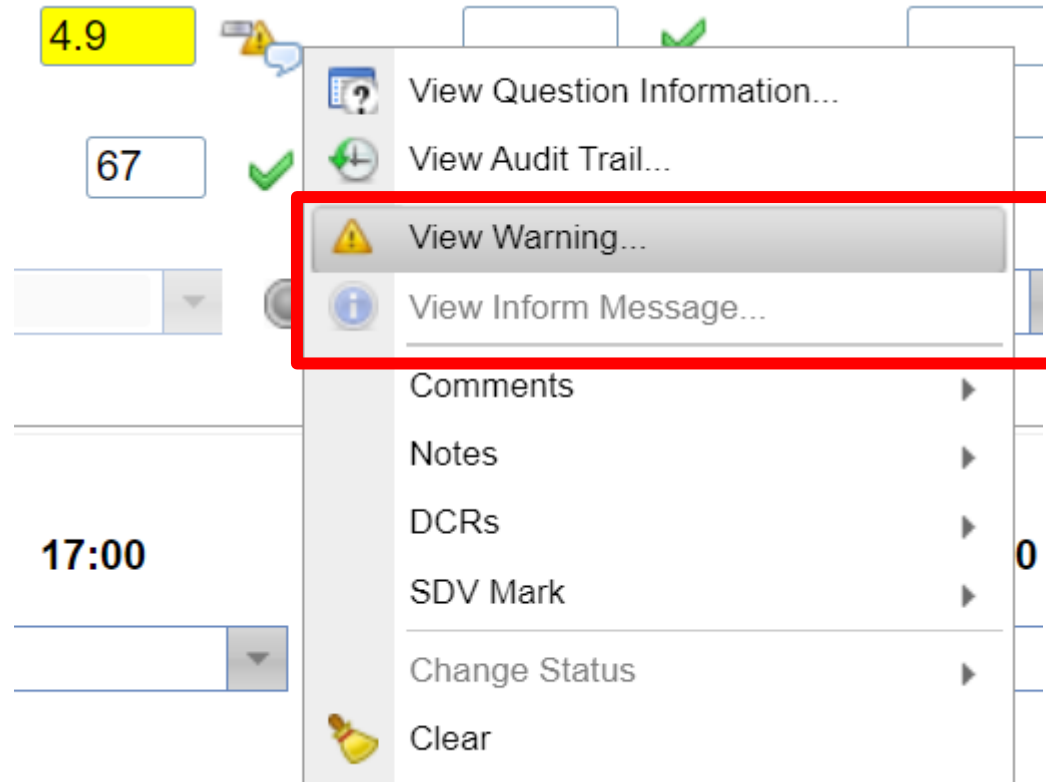 4.9
View Question Information...
67
View Audit Trail...
View Warning...
View Inform Message...
Comments
Notes
DCRs
17:00
0
SDV Mark
Change Status
Clear